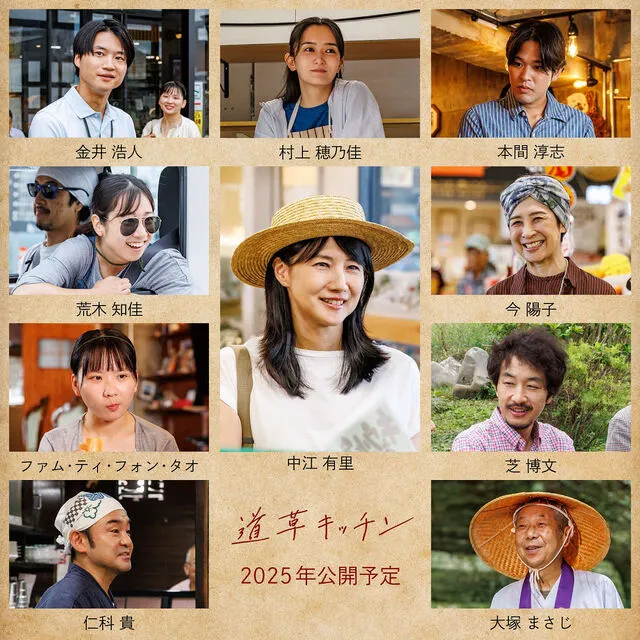 金井 浩人
村上 穂乃佳
本間 淳志
荒木 知佳
今 陽子
ファム・ティ・フォン・タオ
中江 有里
芝 博文
道草キッチン
2025年公開予定
仁科 貴
大塚 まさじ